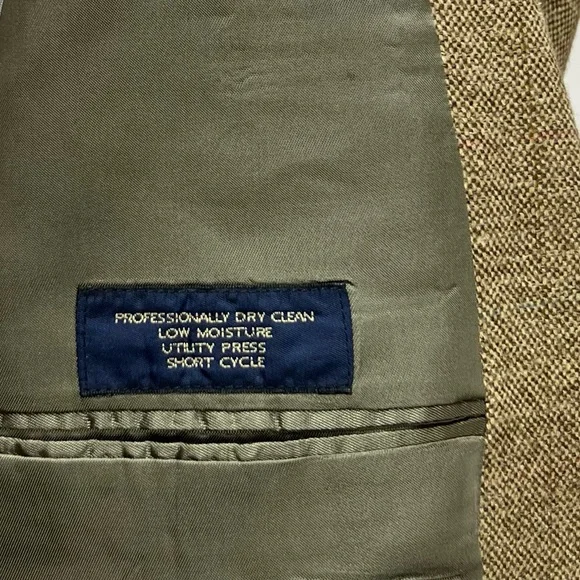 PROFESSIONALLY DRY CLEAN
LOW MOISTURE
UTILITY PRESS
SHORT CYCLE